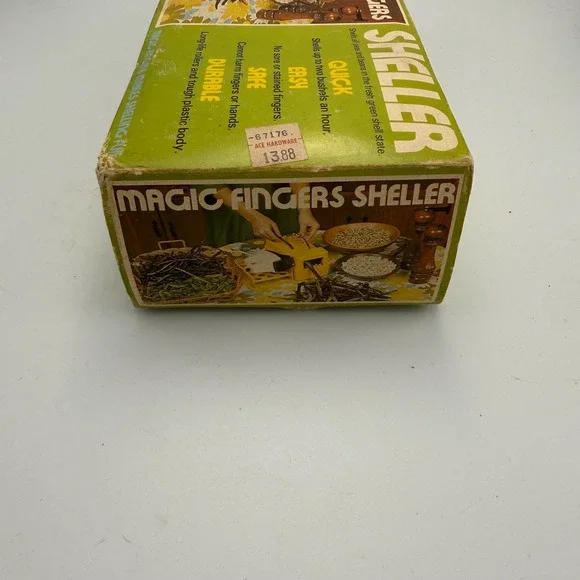 FINGERS
SHELLER
Shells all peas and beans in the fresh green shell state.
QUICK
Shells up to two bushels an hour.
EASY
No sore or stained fingers.
SAFE
Cannot harm fingers or hands.
DURABLE
Long life rollers and tough plastic body.
-67176.
ACE HARDWARE
13.88
MAGIC FINGERS SHELLER